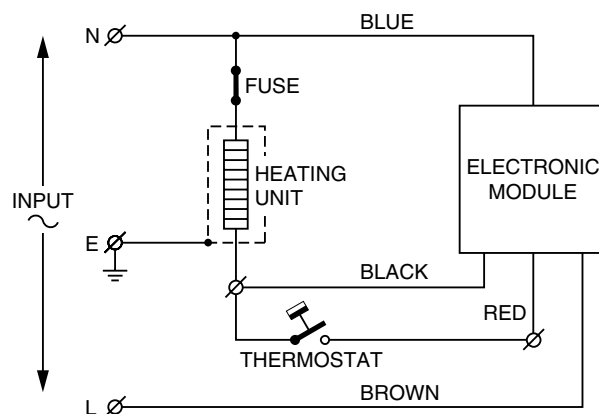 N
BLUE
FUSE
HEATING
UNIT
ELECTRONIC
MODULE
INPUT
E
BLACK
RED
THERMOSTAT
BROWN
L